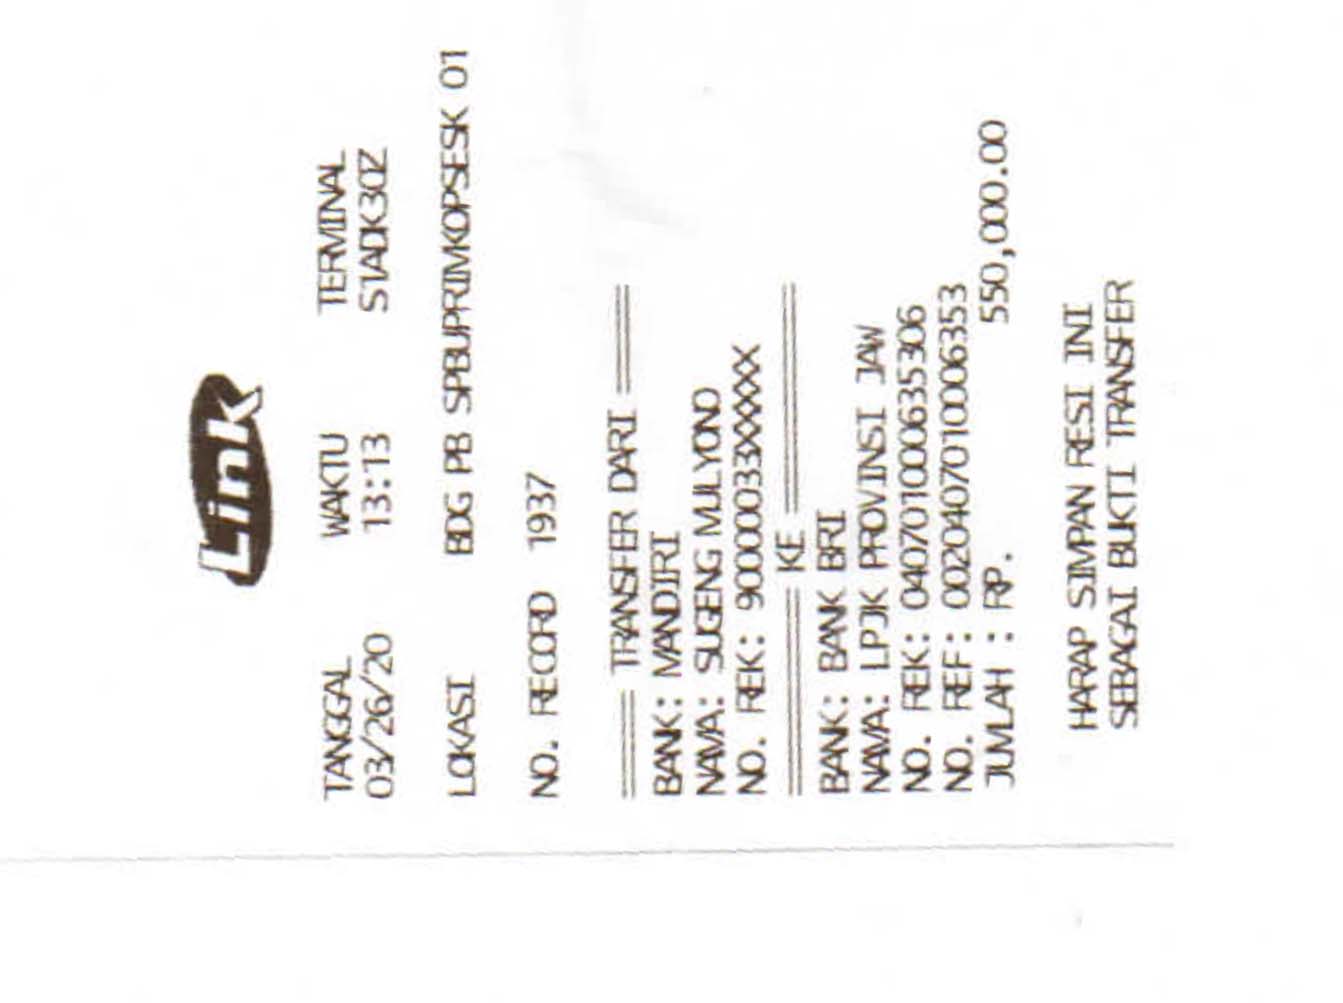 Link
TANGGAL WAKTU TERMINAL
03/26/20 13:13 S1ADK30Z
LOKASI BDG PB SPBUPRIMKOPSESK 01
NO. RECORD 1937
===== TRANSFER DARI =====
BANK: MANDIRI
NAMA: SUGENG MULYONO
NO. REK: 9000033XXXXXX
===== KE =====
BANK: BANK BRI
NAMA: LPJK PROVINSI JAW
NO. REK: 040701000635306
NO. REF: 0020407010006353
JUMLAH : RP. 550,000.00
HARAP SIMPAN RESI INI
SEBAGAI BUKTI TRANSFER